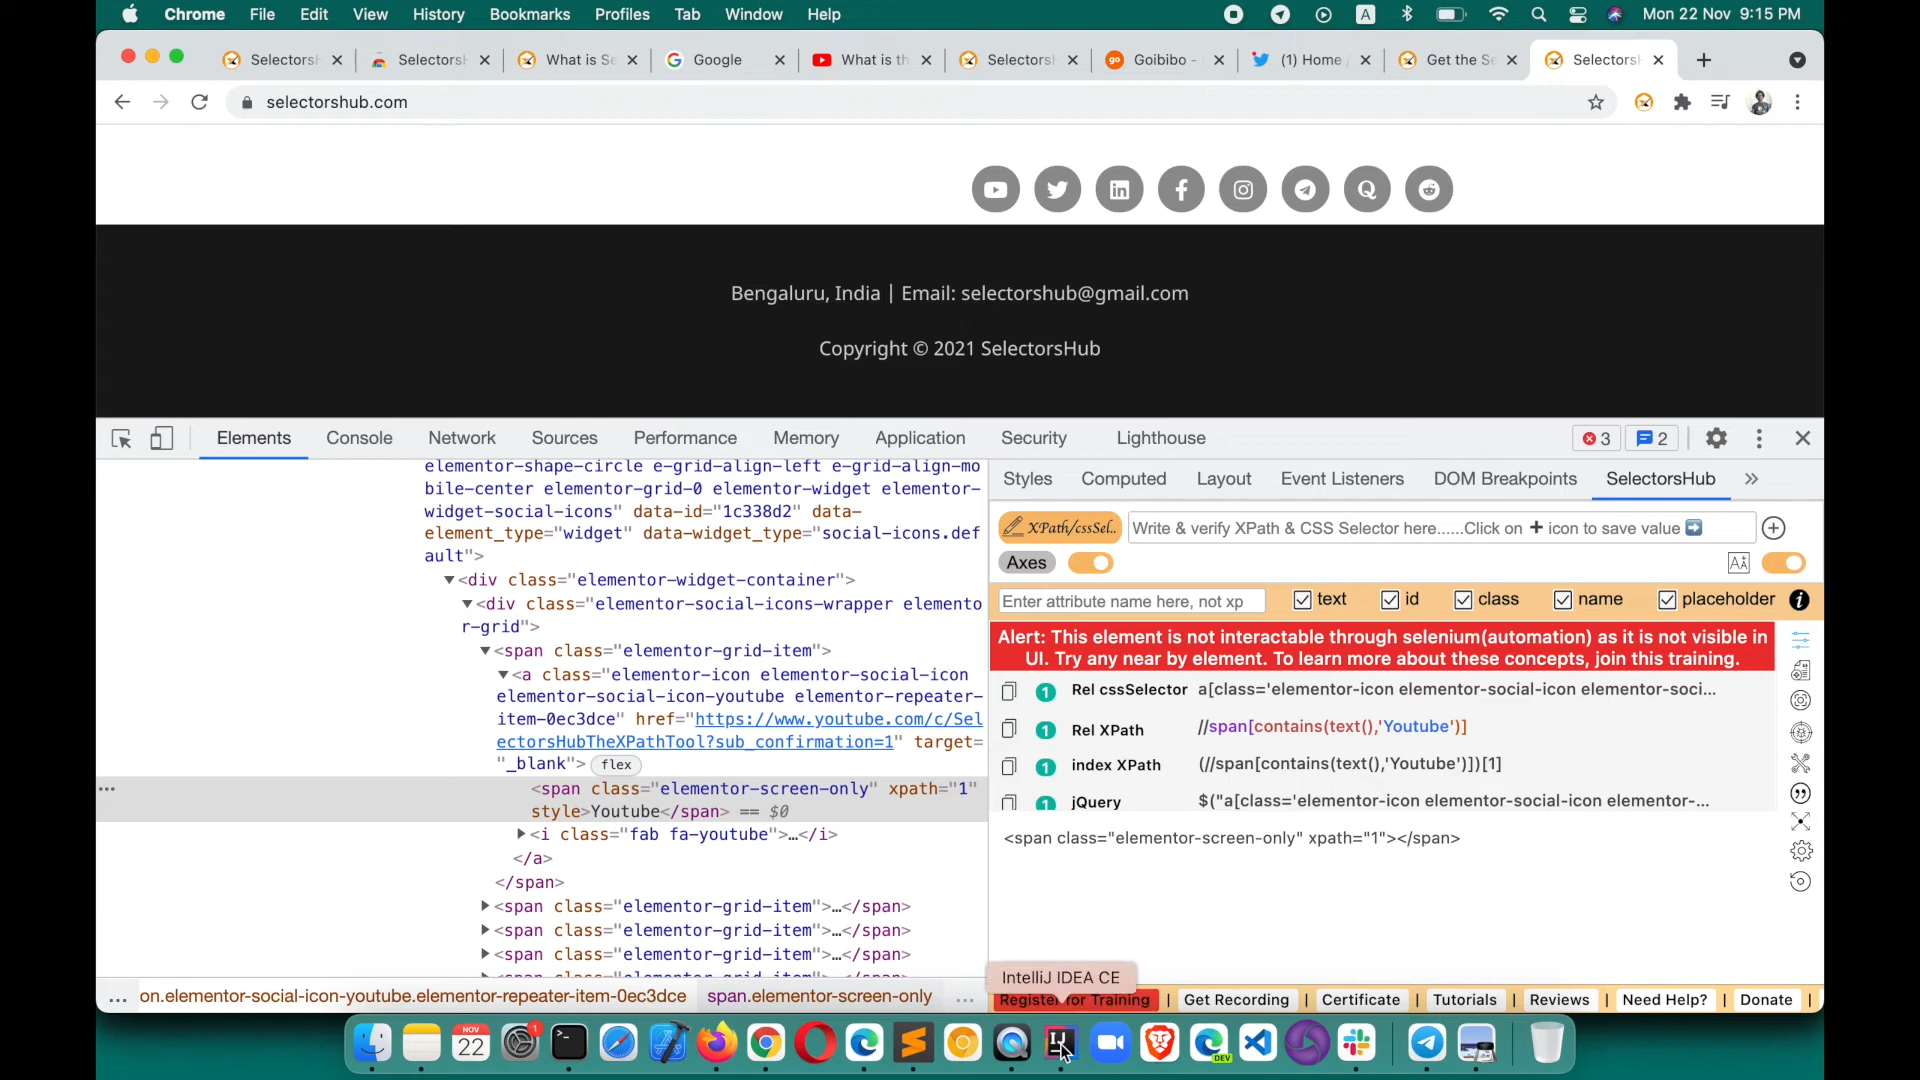 Chrome File Edit View History Bookmarks Profiles Tab Window Help A Mon 22 Nov 9:15 PM
SelectorsH SelectorsH What is Se Google What is th SelectorsH go Goibibo - (1) Home / Get the Se SelectorsH
selectorshub.com
Bengaluru, India | Email: selectorshub@gmail.com
Copyright © 2021 SelectorsHub
Elements Console Network Sources Performance Memory Application Security Lighthouse 3 2
elementor-shape-circle e-grid-align-left e-grid-align-mo
bile-center elementor-grid-0 elementor-widget elementor-
widget-social-icons" data-id="1c338d2" data-
element_type="widget" data-widget_type="social-icons.def
ault">
<div class="elementor-widget-container">
<div class="elementor-social-icons-wrapper elemento
r-grid">
<span class="elementor-grid-item">
<a class="elementor-icon elementor-social-icon
elementor-social-icon-youtube elementor-repeater-
item-0ec3dce" href="https://www.youtube.com/c/Sel
ectorsHubTheXPathTool?sub_confirmation=1" target=
"_blank"> flex
<span class="elementor-screen-only" xpath="1"
style>Youtube</span> == $0
<i class="fab fa-youtube">…</i>
</a>
</span>
<span class="elementor-grid-item">…</span>
<span class="elementor-grid-item">…</span>
<span class="elementor-grid-item">…</span>
... on.elementor-social-icon-youtube.elementor-repeater-item-0ec3dce span.elementor-screen-only ...
Styles Computed Layout Event Listeners DOM Breakpoints SelectorsHub »
XPath/cssSel.. Write & verify XPath & CSS Selector here......Click on + icon to save value
Axes
Enter attribute name here, not xp text id class name placeholder
Alert: This element is not interactable through selenium(automation) as it is not visible in
UI. Try any near by element. To learn more about these concepts, join this training.
1 Rel cssSelector a[class='elementor-icon elementor-social-icon elementor-soci...
1 Rel XPath //span[contains(text(),'Youtube')]
1 index XPath (//span[contains(text(),'Youtube')])[1]
1 jQuery $("a[class='elementor-icon elementor-social-icon elementor-...
<span class="elementor-screen-only" xpath="1"></span>
IntelliJ IDEA CE
Register for Training | Get Recording | Certificate | Tutorials | Reviews | Need Help? | Donate |
NOV
22
1
IJ
DEV